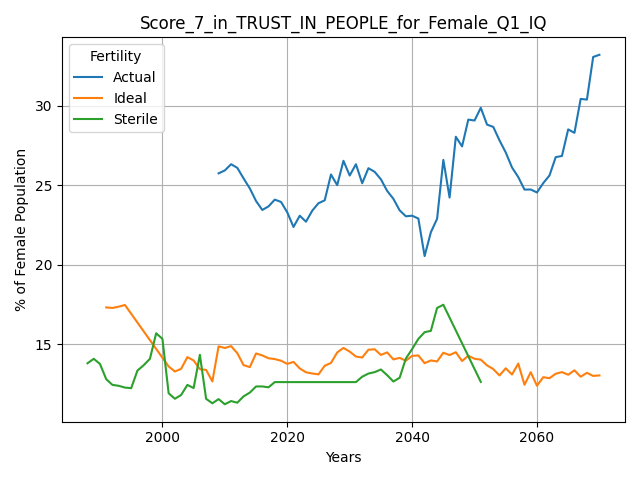 Score_7_in_TRUST_IN_PEOPLE_for_Female_Q1_IQ
Fertility
Actual
Ideal
Sterile
% of Female Population
30
25
20
15
2000
2020
2040
2060
Years